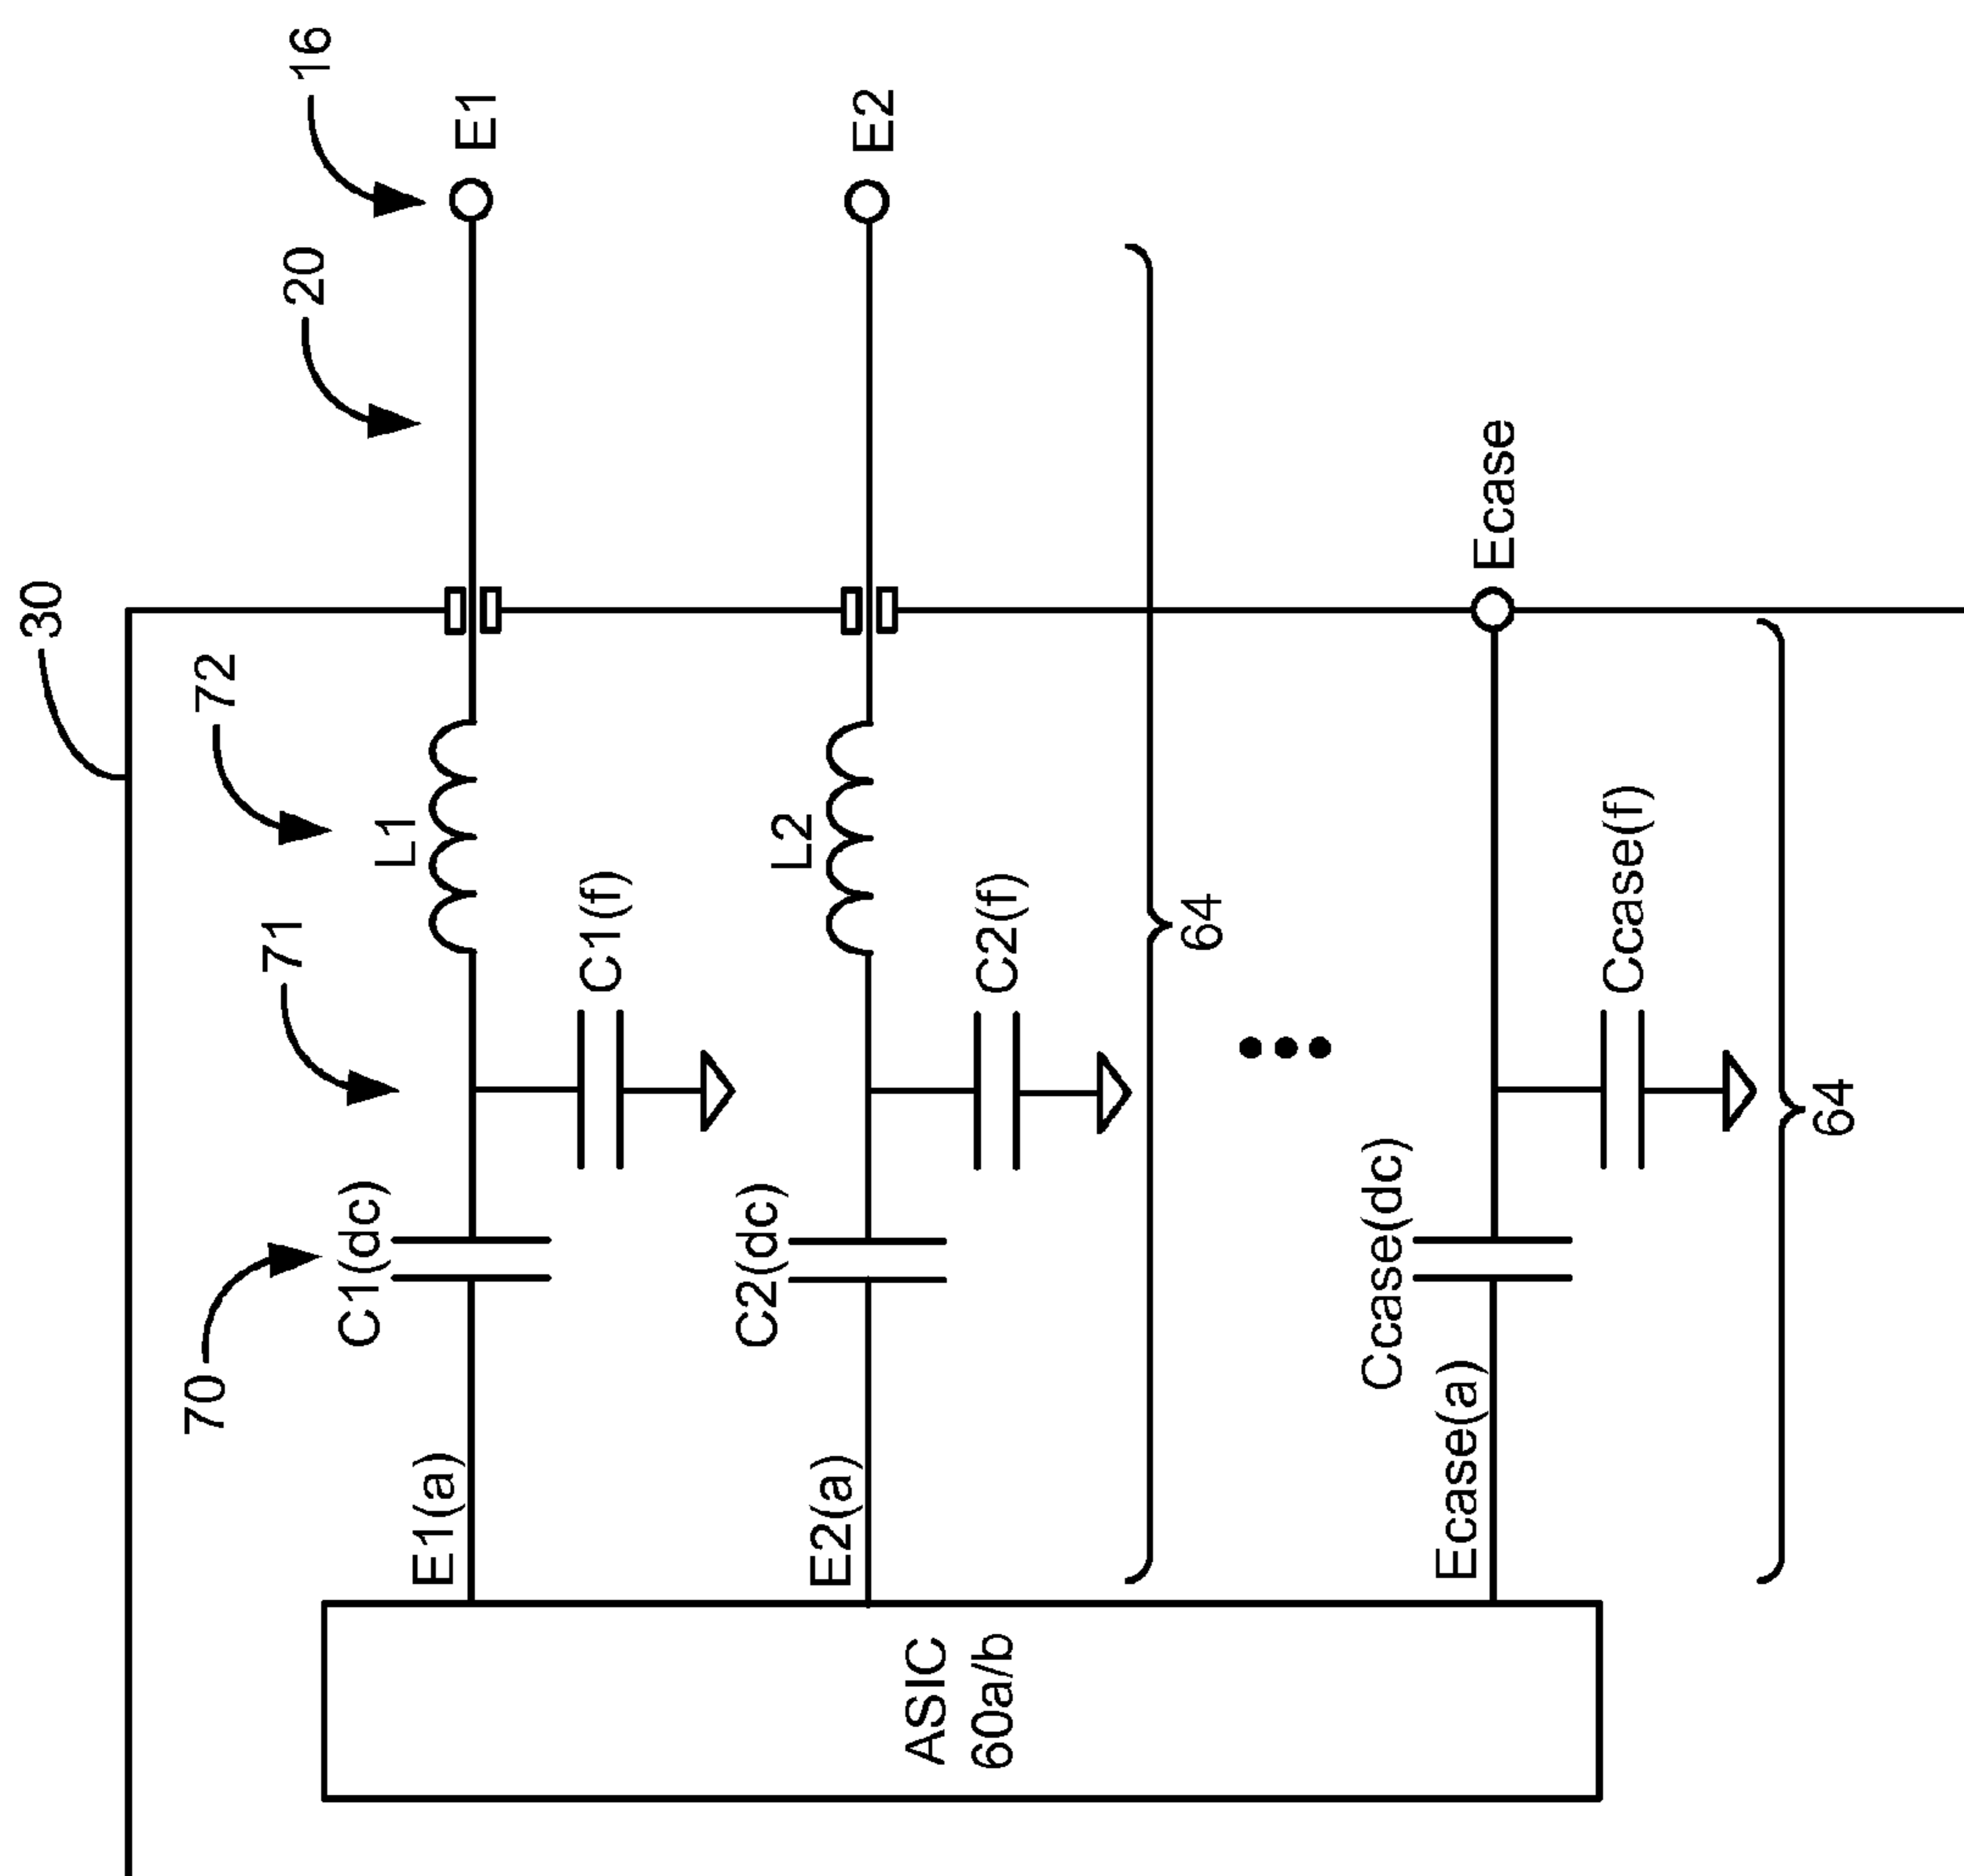 30
70
71
72
20
16
ASIC
60a/b
E1(a)
C1(dc)
C1(f)
L1
E1
E2(a)
C2(dc)
C2(f)
L2
E2
64
Ecase(a)
Ccase(dc)
Ccase(f)
Ecase
64